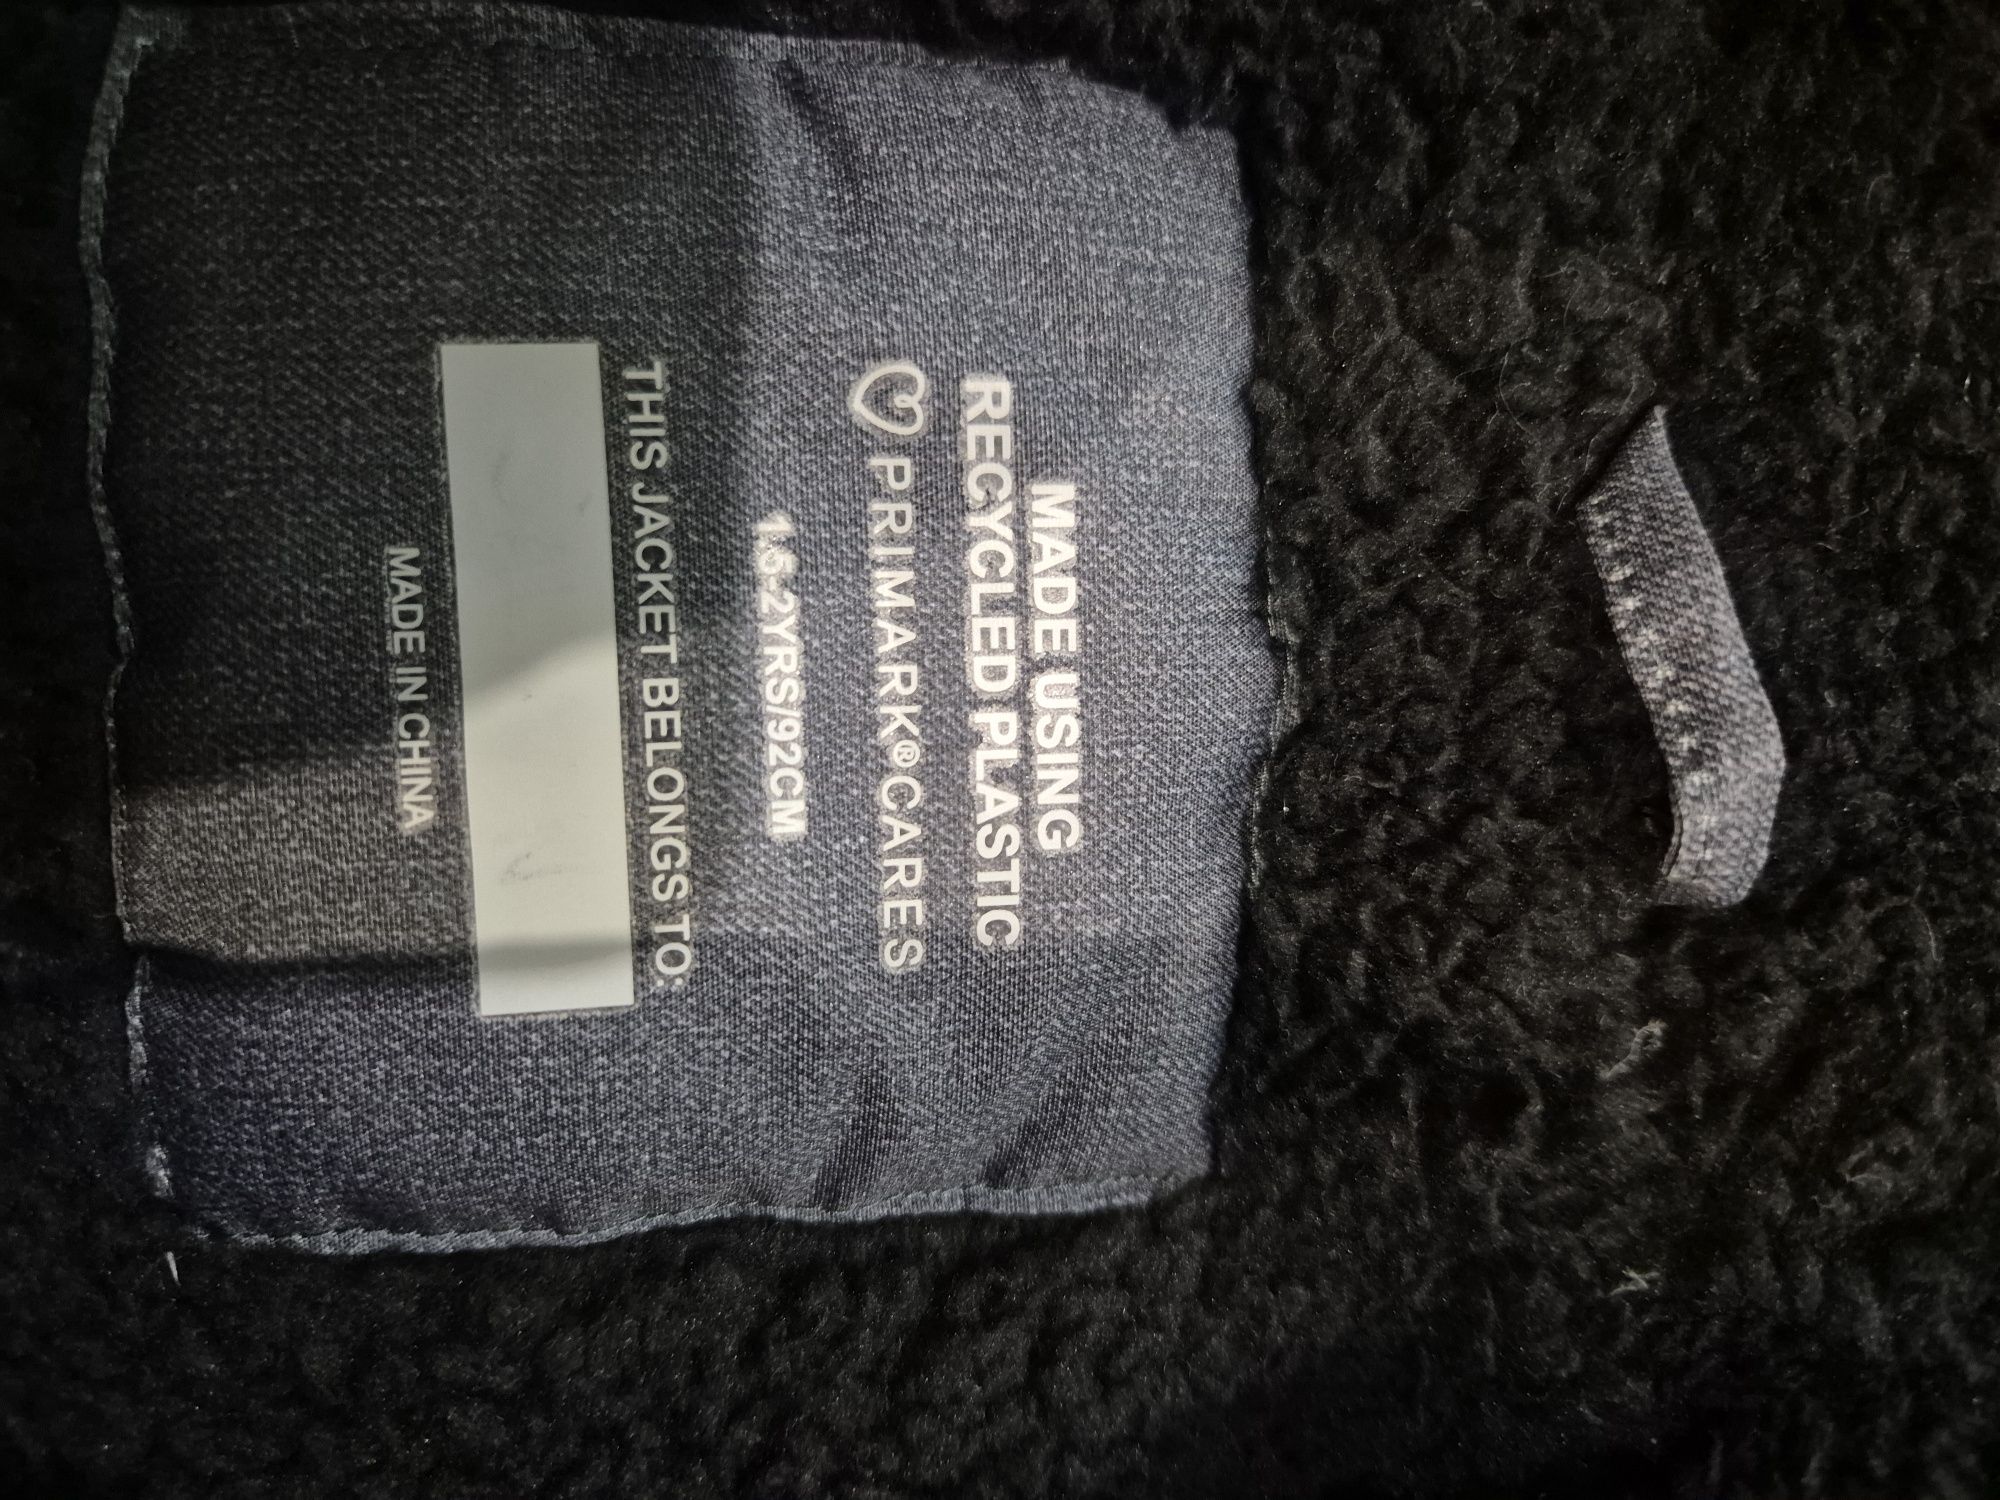 MADE USING
RECYCLED PLASTIC
PRIMARK®CARES
1.5-2YRS/92CM
THIS JACKET BELONGS TO:
MADE IN CHINA